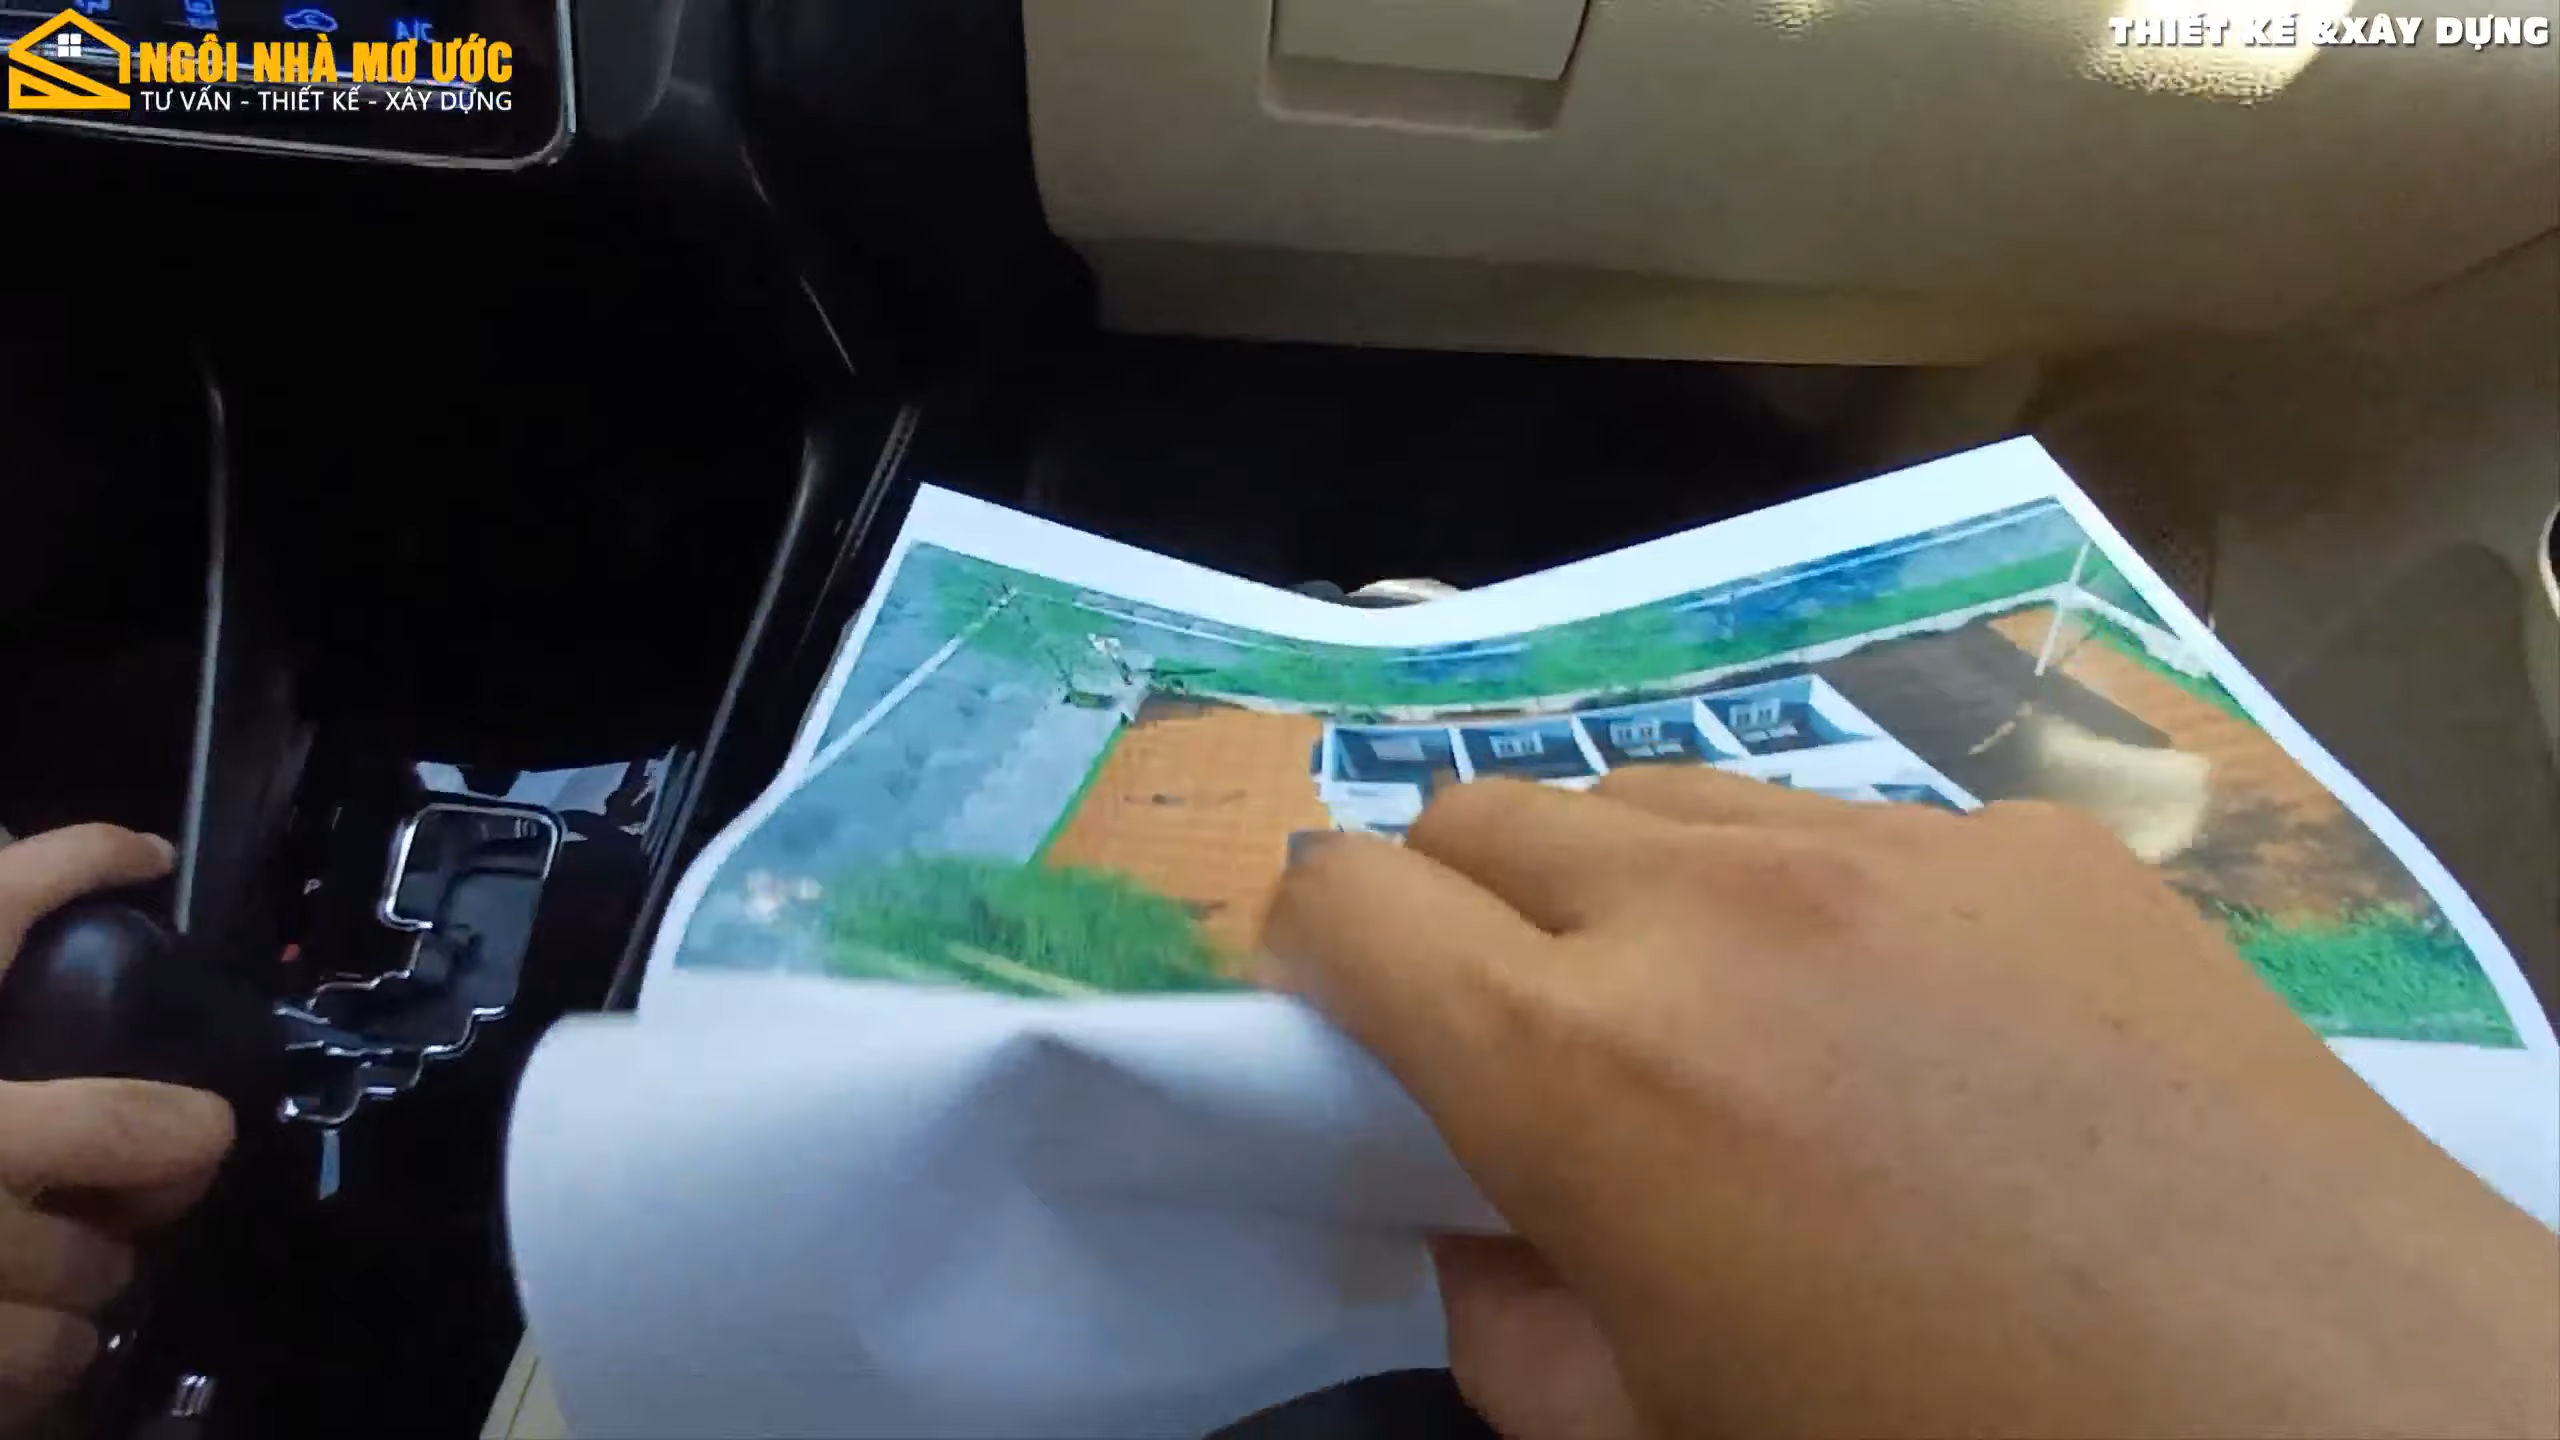 A/C
NGÔI NHÀ MƠ ƯỚC
TƯ VẤN - THIẾT KẾ - XÂY DỰNG
THIẾT KẾ &XÂY DỰNG
P